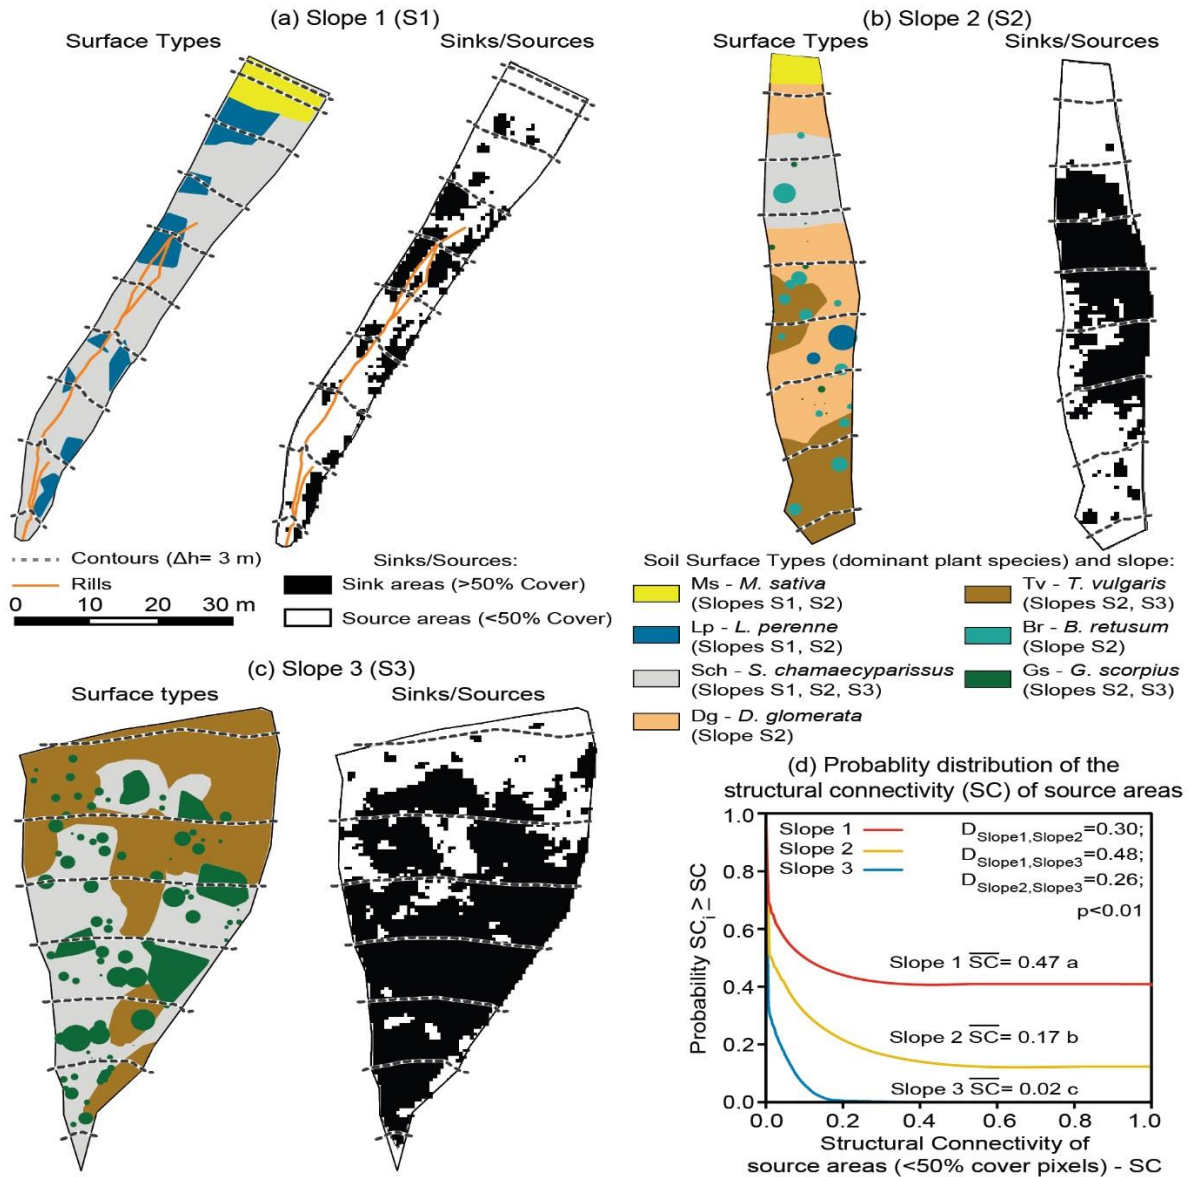 (a) Slope 1 (S1)
Surface Types
Sinks/Sources
(b) Slope 2 (S2)
Surface Types
Sinks/Sources
Contours (Δh= 3 m)
Rills
0 10 20 30 m
Sinks/Sources:
Sink areas (>50% Cover)
Source areas (<50% Cover)
Soil Surface Types (dominant plant species) and slope:
Ms - M. sativa
(Slopes S1, S2)
Lp - L. perenne
(Slopes S1, S2)
Sch - S. chamaecyparissus
(Slopes S1, S2, S3)
Dg - D. glomerata
(Slope S2)
Tv - T. vulgaris
(Slopes S2, S3)
Br - B. retusum
(Slope S2)
Gs - G. scorpius
(Slopes S2, S3)
(c) Slope 3 (S3)
Surface types
Sinks/Sources
(d) Probablity distribution of the
structural connectivity (SC) of source areas
Slope 1
Slope 2
Slope 3
D Slope1,Slope2=0.30;
D Slope1,Slope3=0.48;
D Slope2,Slope3=0.26;
p<0.01
Slope 1 SC= 0.47 a
Slope 2 SC= 0.17 b
Slope 3 SC= 0.02 c
Probability SCi ≥ SC
1.0
0.8
0.6
0.4
0.2
0.0
0.0 0.2 0.4 0.6 0.8 1.0
Structural Connectivity of
source areas (<50% cover pixels) - SC